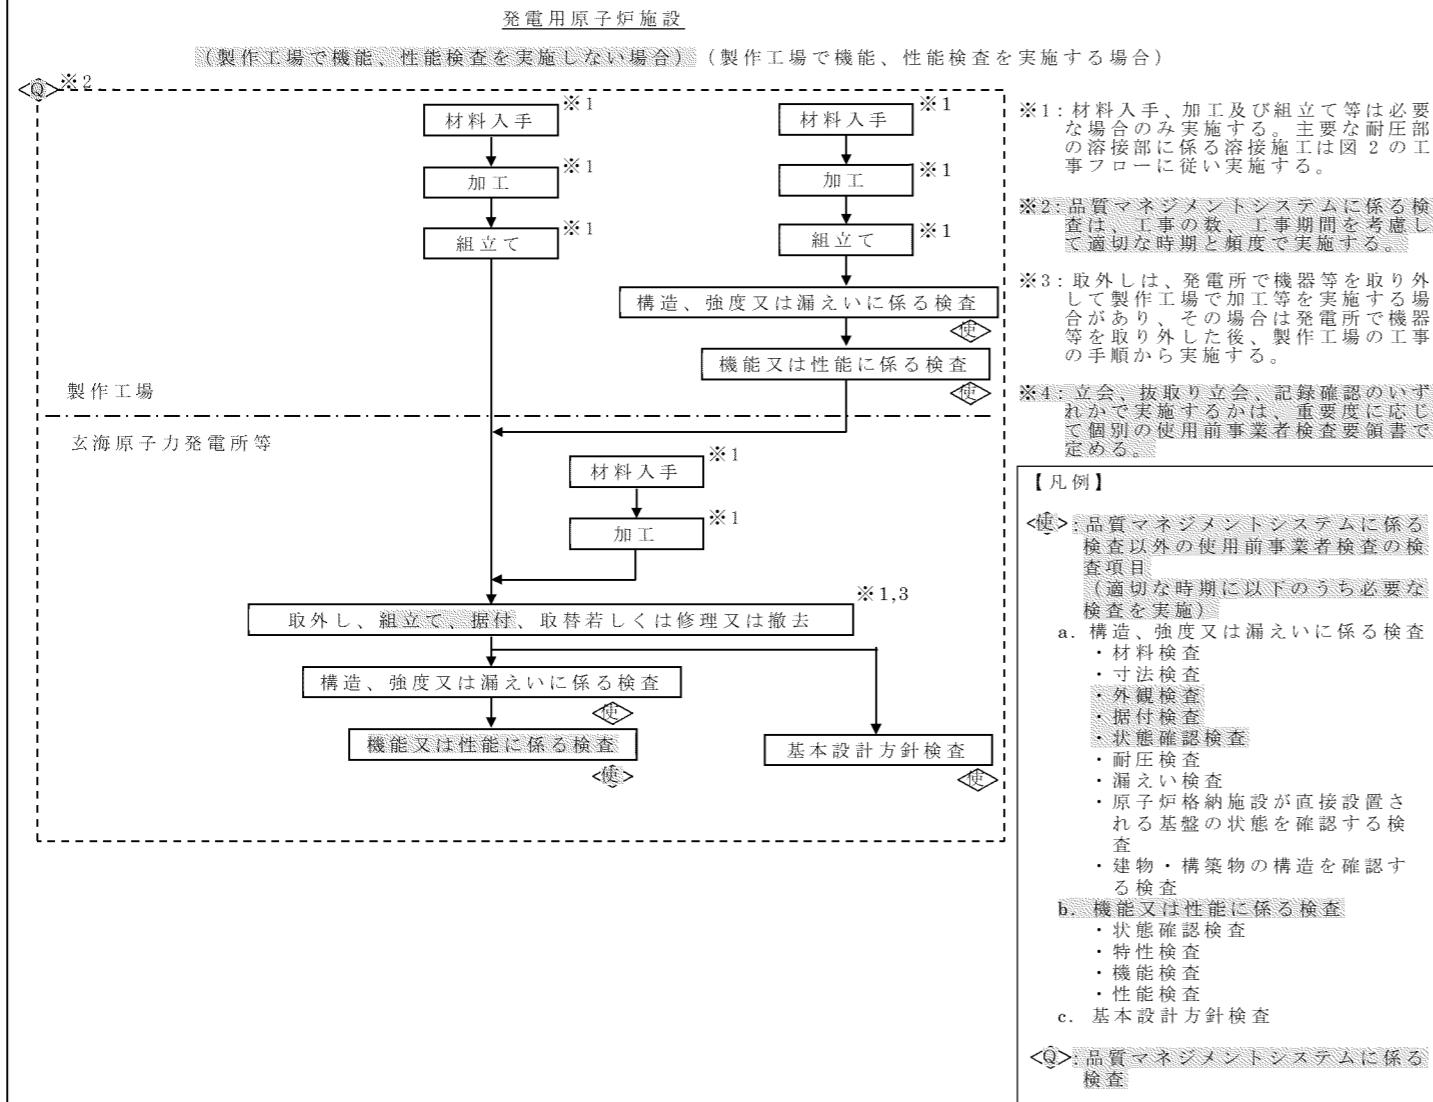 発電用原子炉施設
(製作工場で機能、性能検査を実施しない場合) (製作工場で機能、性能検査を実施する場合)
<Q>※2
材料入手 ※1
加工 ※1
組立て ※1
材料入手 ※1
加工 ※1
組立て ※1
構造、強度又は漏えいに係る検査
使
機能又は性能に係る検査
使
製作工場
玄海原子力発電所等
材料入手 ※1
加工 ※1
※1,3
取外し、組立て、据付、取替若しくは修理又は撤去
構造、強度又は漏えいに係る検査
使
機能又は性能に係る検査
<使>
基本設計方針検査
使
※1:材料入手、加工及び組立て等は必要
な場合のみ実施する。主要な耐圧部
の溶接部に係る溶接施工は図2の工
事フローに従い実施する。
※2:品質マネジメントシステムに係る検
査は、工事の数、工事期間を考慮し
て適切な時期と頻度で実施する。
※3:取外しは、発電所で機器等を取り外
して製作工場で加工等を実施する場
合があり、その場合は発電所で機器
等を取り外した後、製作工場の工事
の手順から実施する。
※4:立会、抜取り立会、記録確認のいず
れかで実施するかは、重要度に応じ
て個別の使用前事業者検査要領書で
定める。
【凡例】
<使>:品質マネジメントシステムに係る
検査以外の使用前事業者検査の検
査項目
(適切な時期に以下のうち必要な
検査を実施)
a. 構造、強度又は漏えいに係る検査
・材料検査
・寸法検査
・外観検査
・据付検査
・状態確認検査
・耐圧検査
・漏えい検査
・原子炉格納施設が直接設置さ
れる基盤の状態を確認する検
査
・建物・構築物の構造を確認す
る検査
b. 機能又は性能に係る検査
・状態確認検査
・特性検査
・機能検査
・性能検査
c. 基本設計方針検査
<Q>:品質マネジメントシステムに係る
検査